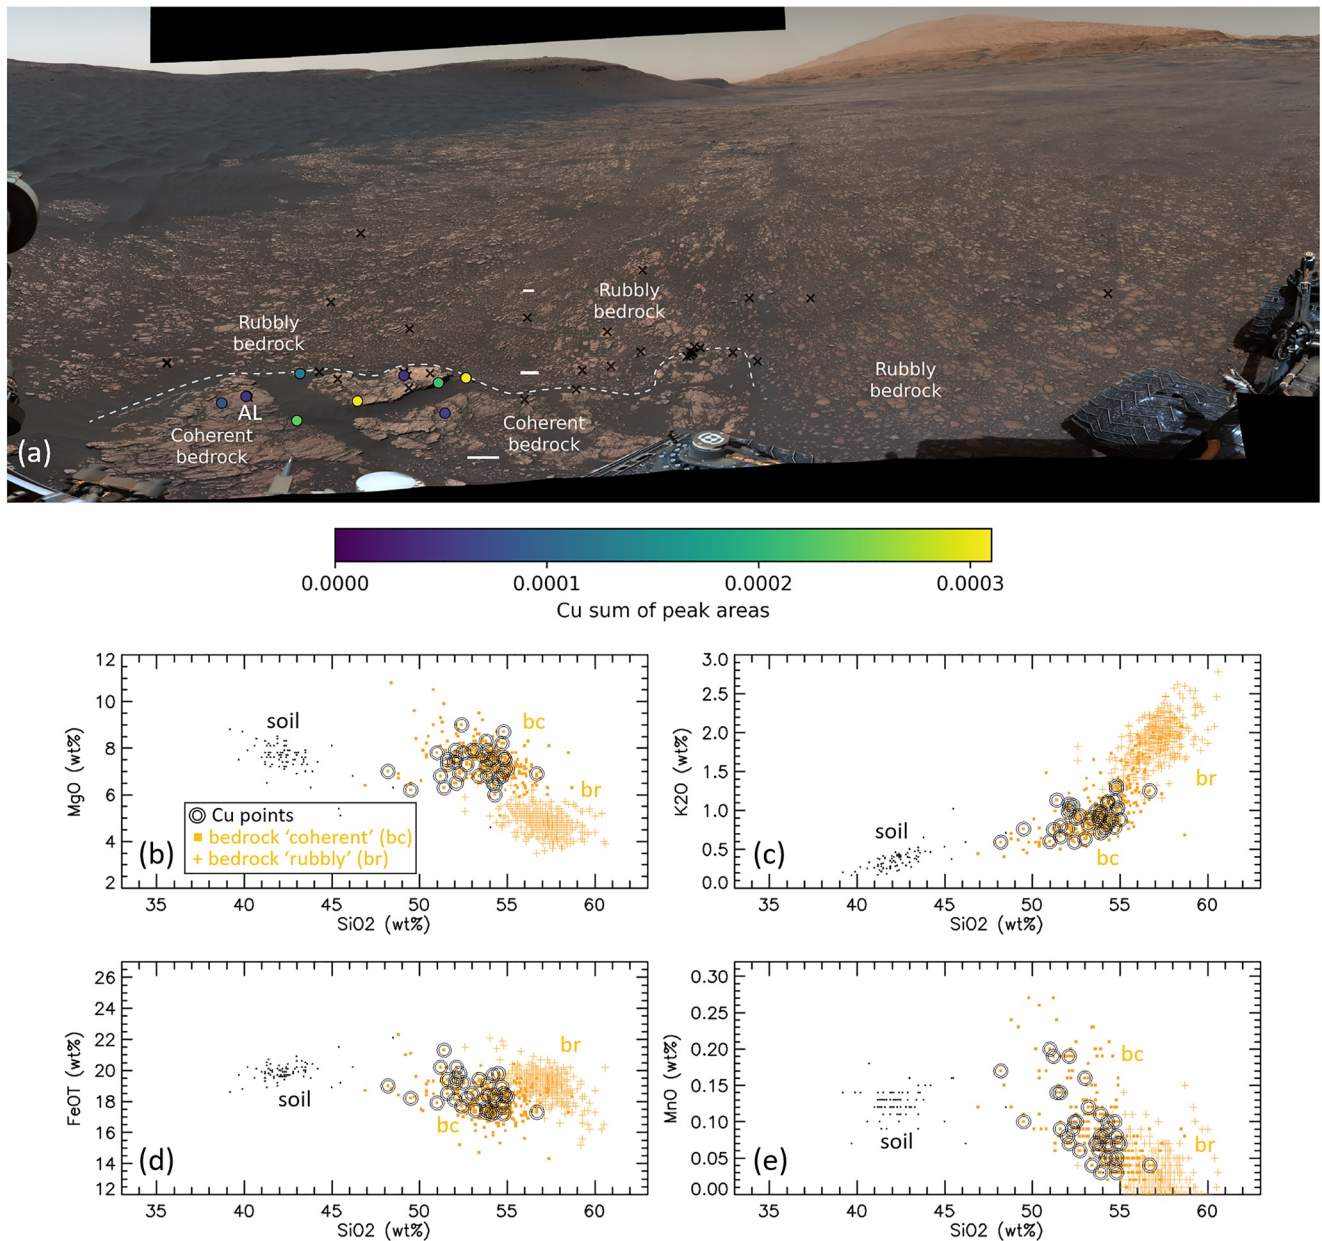 Rubbly
bedrock
Rubbly
bedrock
Rubbly
bedrock
AL
Coherent
bedrock
Coherent
bedrock
(a)
0.0000 0.0001 0.0002 0.0003
Cu sum of peak areas
12
10
8
6
4
2
MgO (wt%)
soil
bc
br
Cu points
bedrock 'coherent' (bc)
bedrock 'rubbly' (br)
(b)
35 40 45 50 55 60
SiO2 (wt%)
3.0
2.5
2.0
1.5
1.0
0.5
0.0
K2O (wt%)
soil
bc
br
(c)
35 40 45 50 55 60
SiO2 (wt%)
26
24
22
20
18
16
14
12
FeOT (wt%)
soil
bc
br
(d)
35 40 45 50 55 60
SiO2 (wt%)
0.30
0.25
0.20
0.15
0.10
0.05
0.00
MnO (wt%)
soil
bc
br
(e)
35 40 45 50 55 60
SiO2 (wt%)